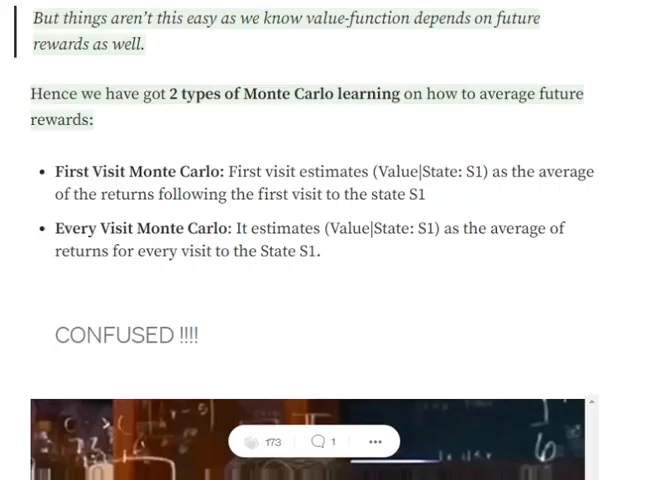 But things aren’t this easy as we know value-function depends on future
rewards as well.
Hence we have got 2 types of Monte Carlo learning on how to average future
rewards:
• First Visit Monte Carlo: First visit estimates (Value|State: S1) as the average
of the returns following the first visit to the state S1
• Every Visit Monte Carlo: It estimates (Value|State: S1) as the average of
returns for every visit to the State S1.
CONFUSED !!!!
173 1 •••